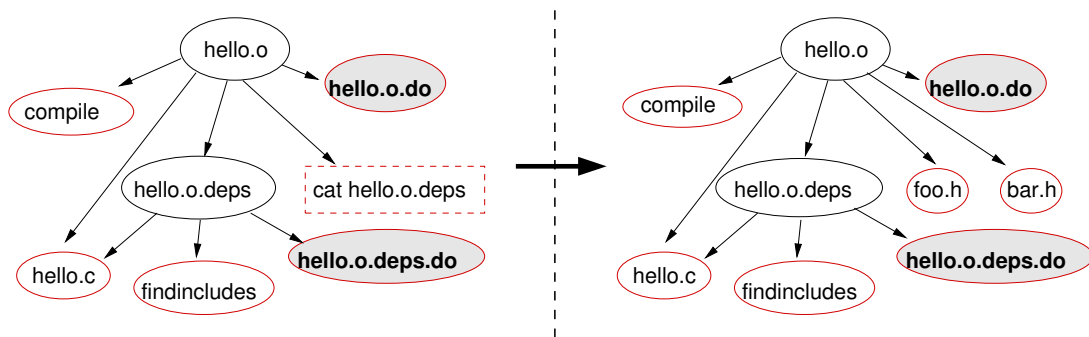 hello.o
hello.o.do
compile
hello.o.deps
cat hello.o.deps
hello.o.deps.do
hello.c
findincludes
hello.o
hello.o.do
compile
hello.o.deps
foo.h
bar.h
hello.o.deps.do
hello.c
findincludes